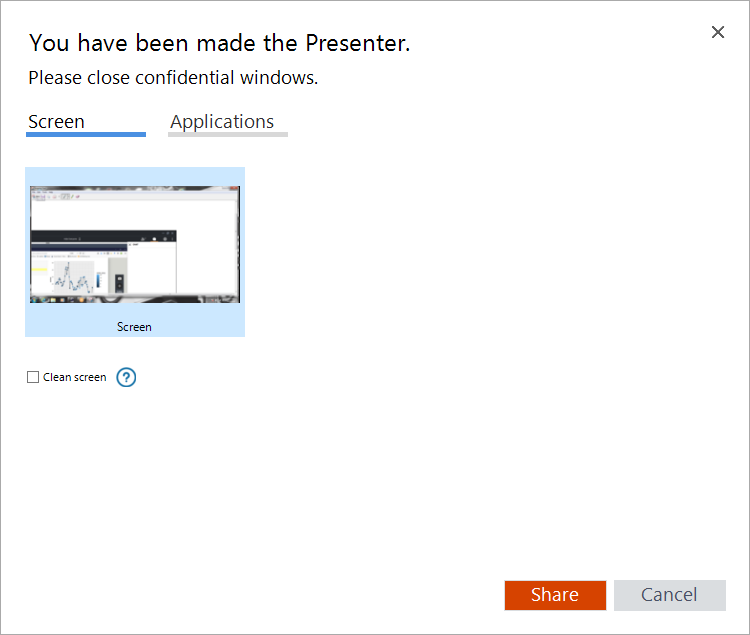 You have been made the Presenter.
Please close confidential windows.
Screen
Applications
Screen
Clean screen
?
Share
Cancel